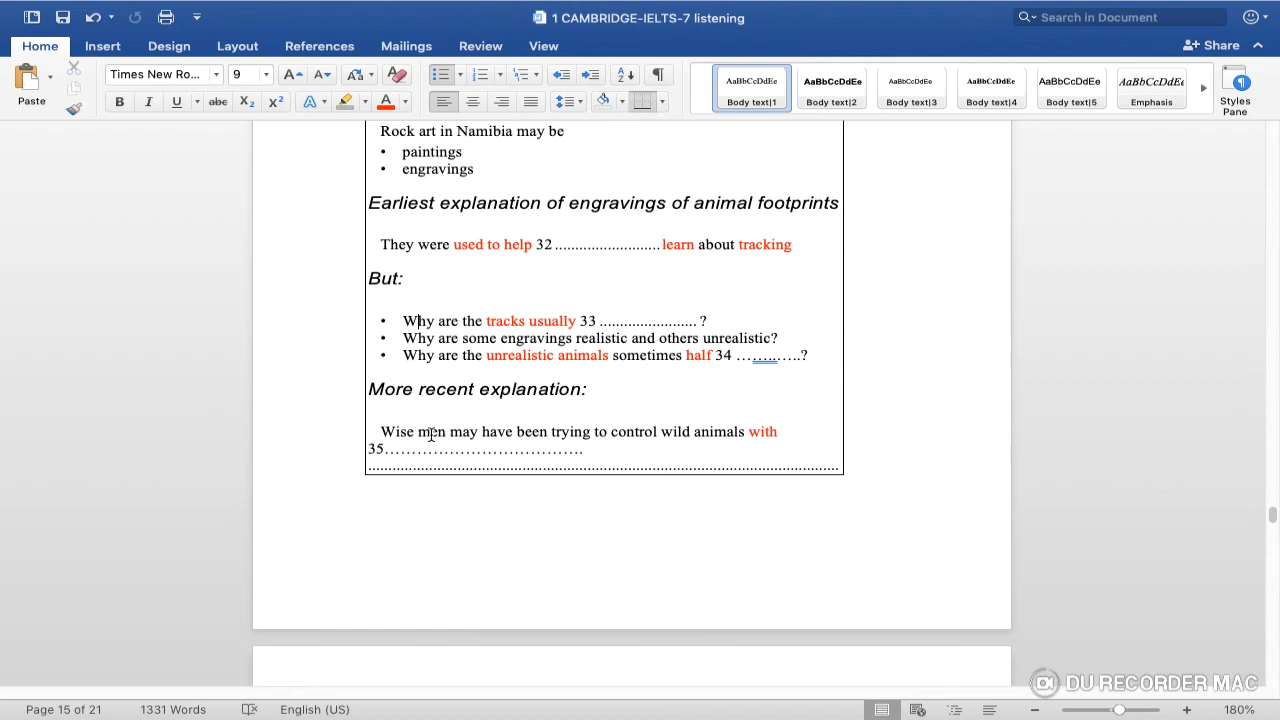 1 CAMBRIDGE-IELTS-7 listening
Search in Document
Home Insert Design Layout References Mailings Review View Share
Paste
Times New Ro... 9
B I U abc X2 X2 A A
AaBbCcDdEe AaBbCcDdEe AaBbCcDdEe AaBbCcDdEe AaBbCcDdEe AaBbCcDdEe
Body text|1 Body text|2 Body text|3 Body text|4 Body text|5 Emphasis
Styles
Pane
Rock art in Namibia may be
• paintings
• engravings
Earliest explanation of engravings of animal footprints
They were used to help 32 .......................... learn about tracking
But:
• Why are the tracks usually 33 ........................ ?
• Why are some engravings realistic and others unrealistic?
• Why are the unrealistic animals sometimes half 34 …….…..?
More recent explanation:
Wise men may have been trying to control wild animals with
35……………………………….
DU RECORDER MAC
Page 15 of 21 1331 Words English (US) 180%